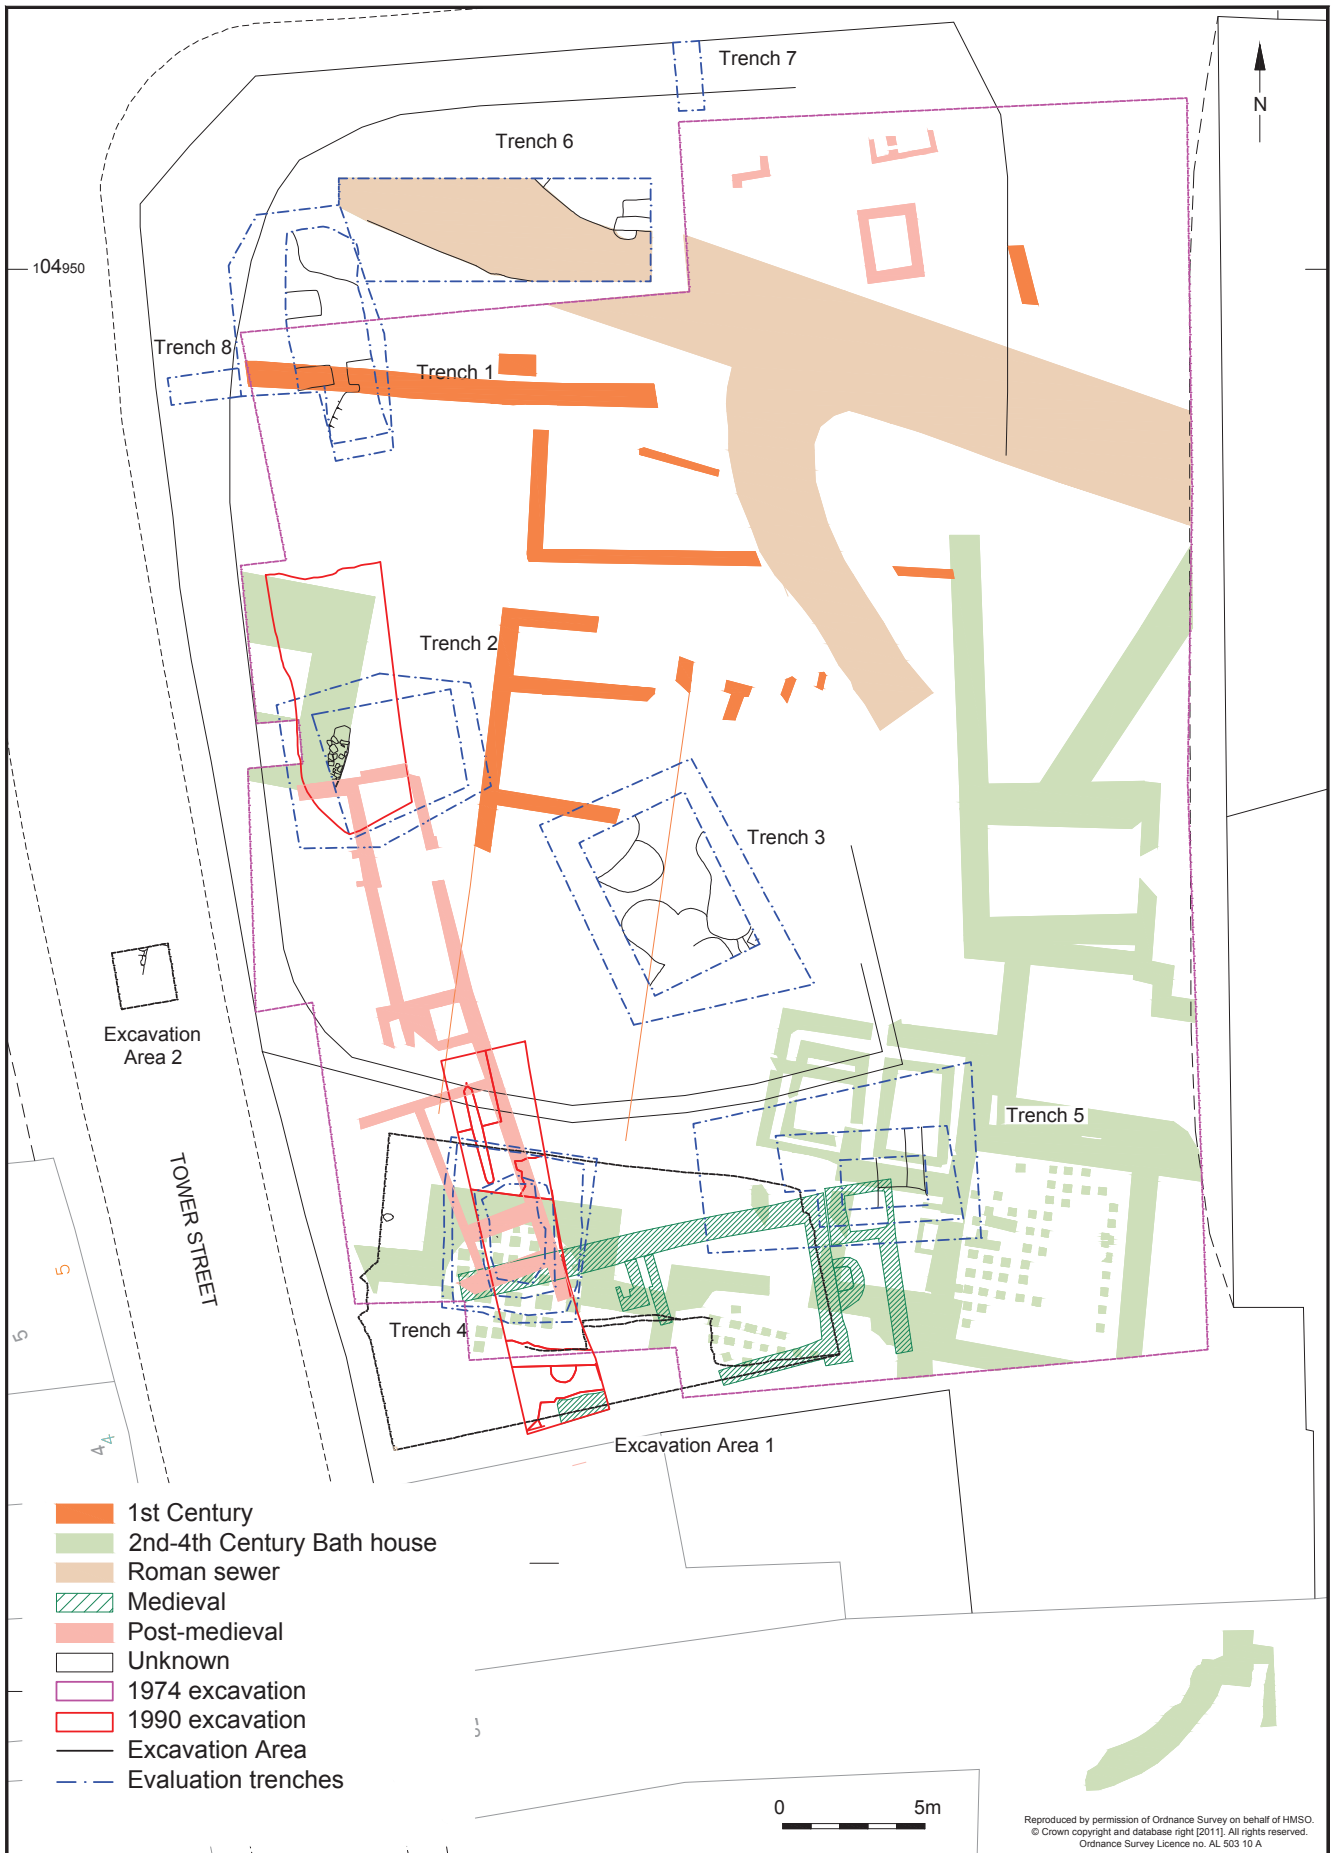 Trench 7
N
Trench 6
104950
Trench 8
Trench 1
Trench 2
Trench 3
Excavation
Area 2
Trench 5
TOWER STREET
5
5
Trench 4
4
4
Excavation Area 1
1st Century
2nd-4th Century Bath house
Roman sewer
Medieval
Post-medieval
Unknown
1974 excavation
1990 excavation
Excavation Area
Evaluation trenches
0 5m
Reproduced by permission of Ordnance Survey on behalf of HMSO.
© Crown copyright and database right [2011]. All rights reserved.
Ordnance Survey Licence no. AL 503 10 A